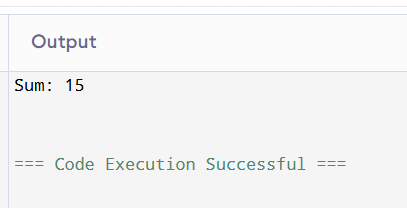 Output
Sum: 15
=== Code Execution Successful ===